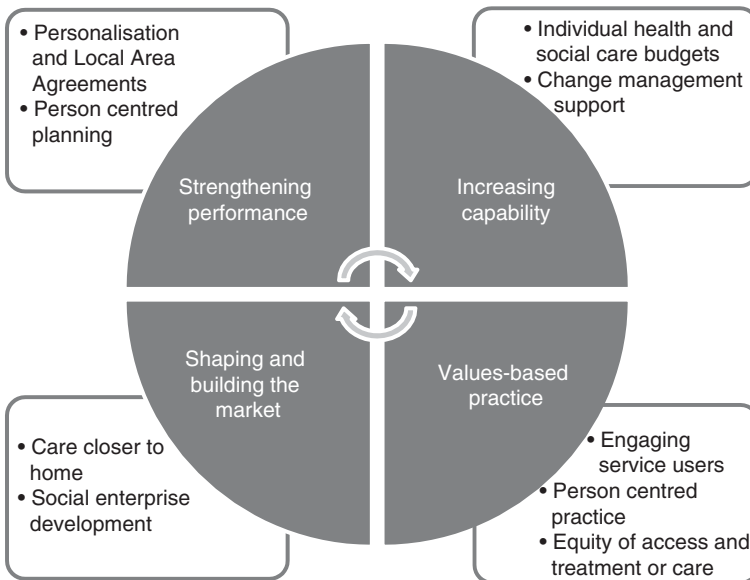 • Personalisation
and Local Area
Agreements
• Person centred
planning
• Individual health and
social care budgets
• Change management
support
Strengthening
performance
Increasing
capability
Shaping and
building the
market
Values-based
practice
• Care closer to
home
• Social enterprise
development
• Engaging
service users
• Person centred
practice
• Equity of access and
treatment or care